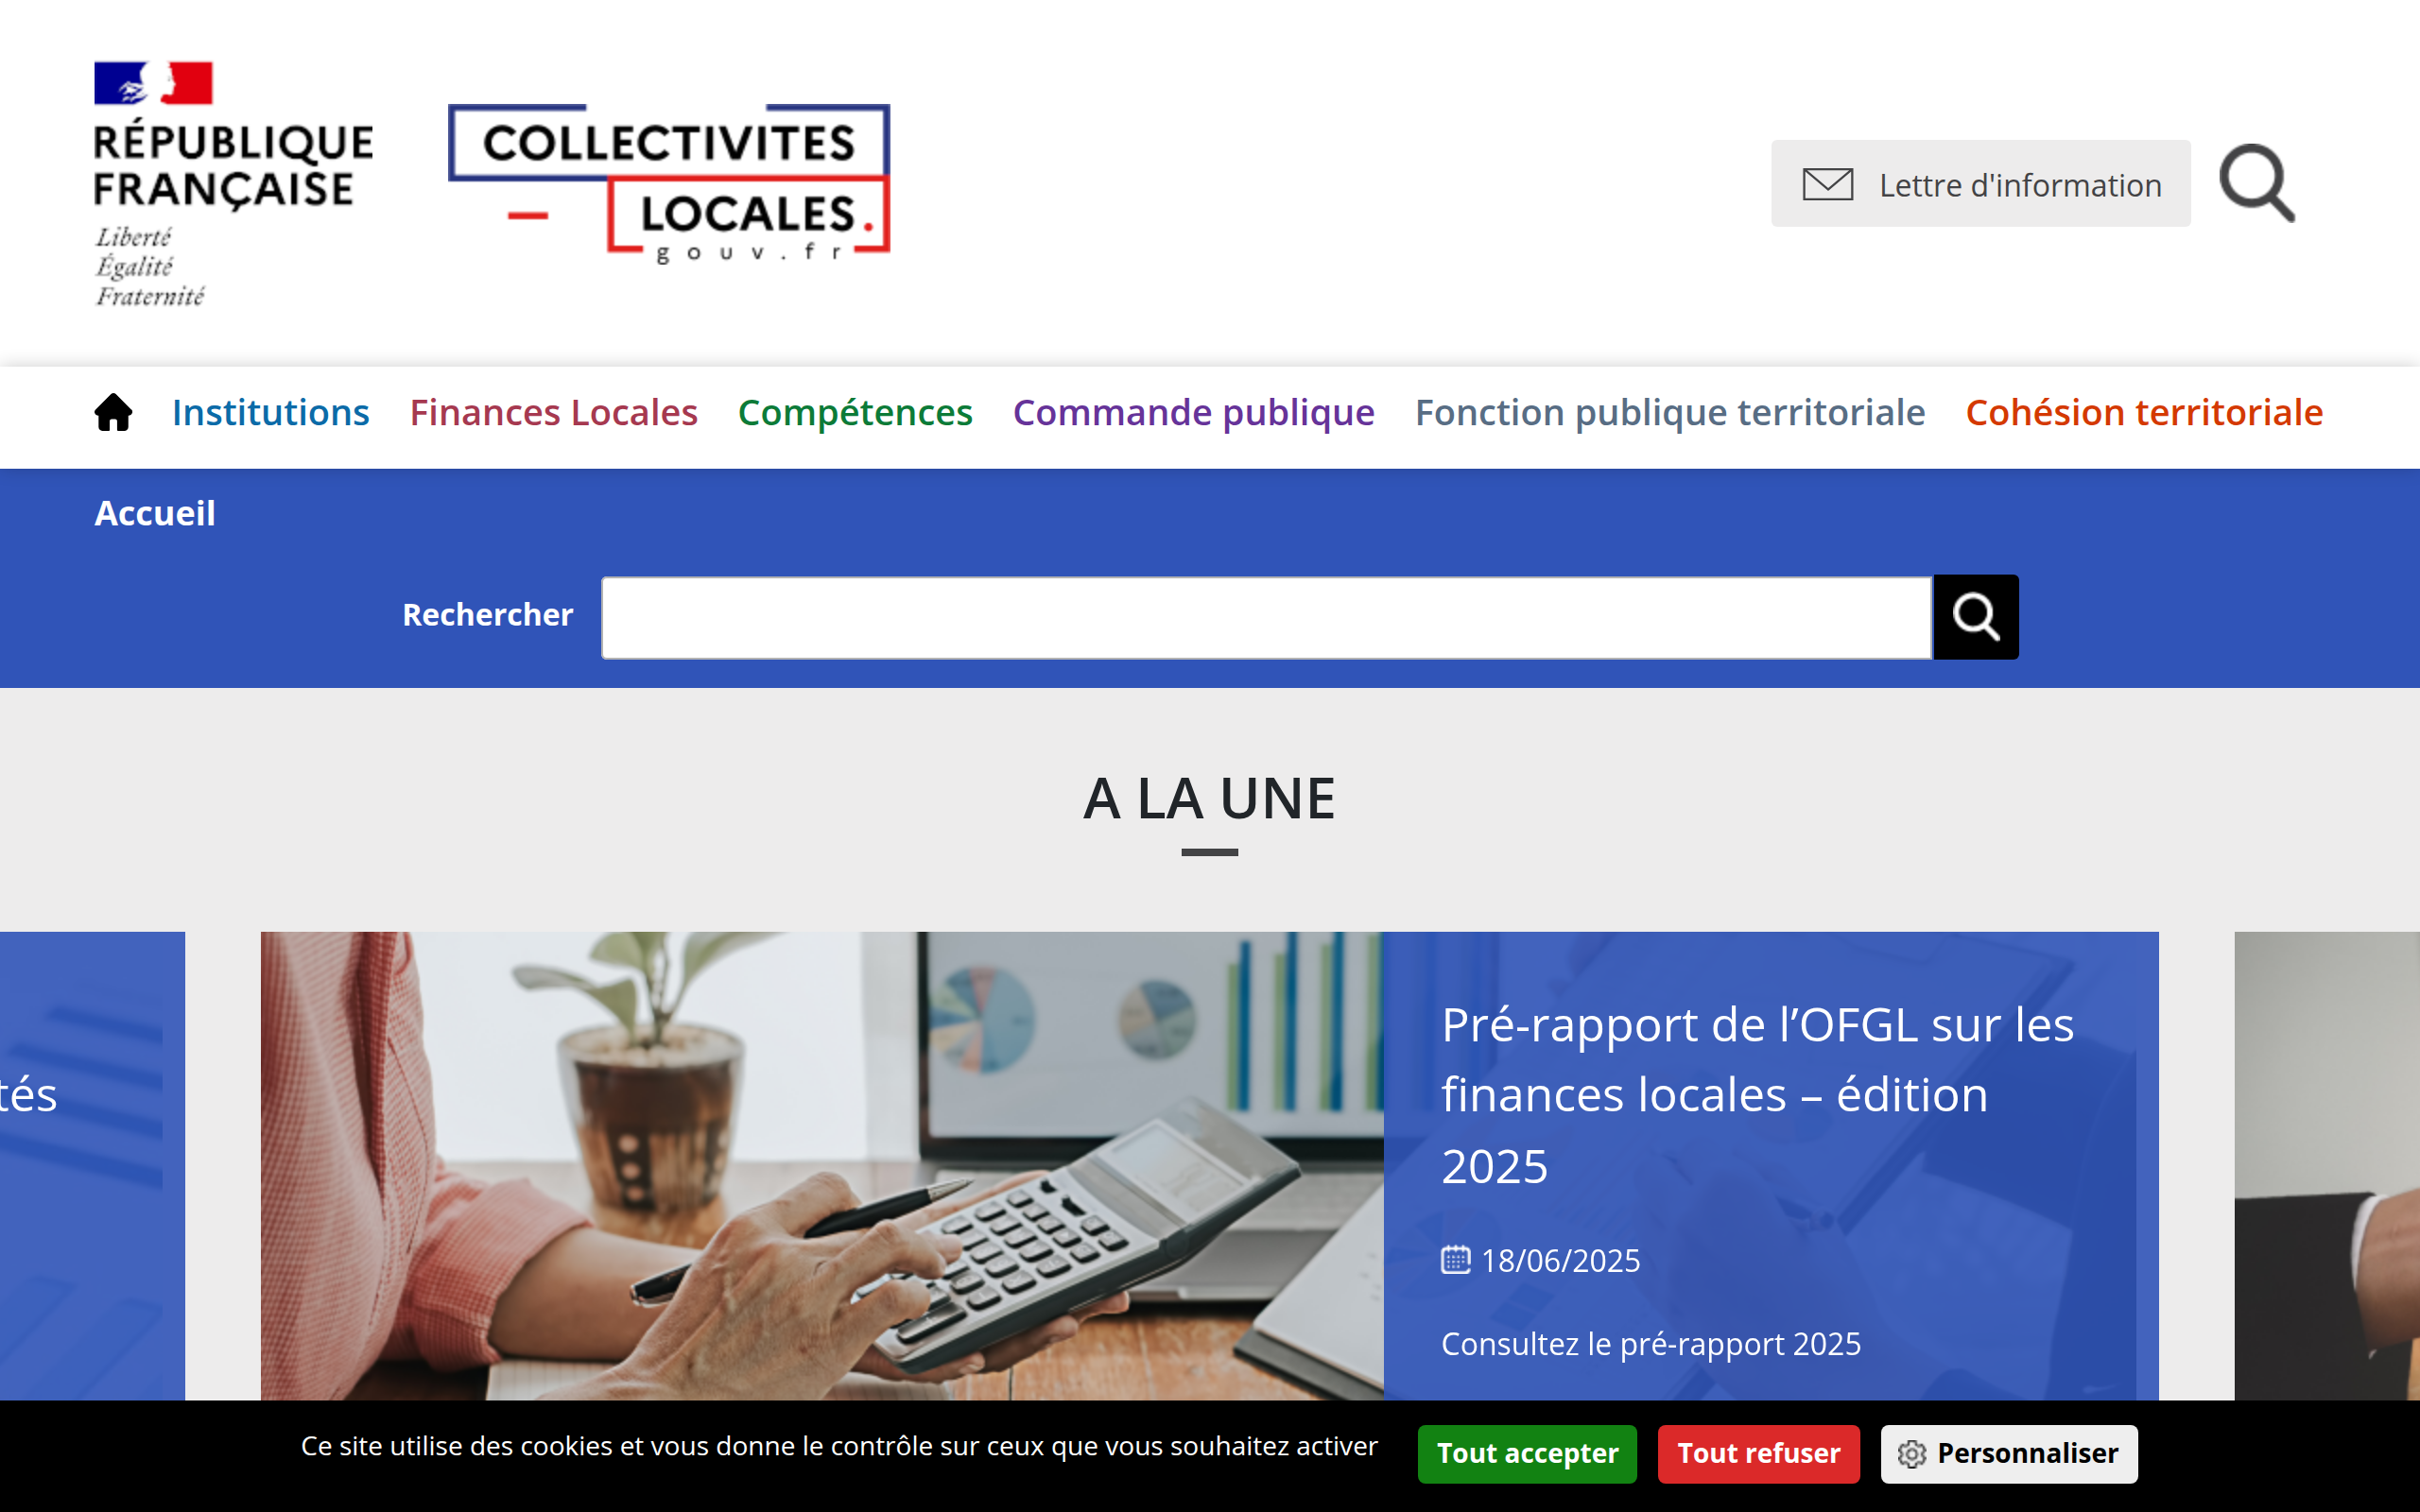 RÉPUBLIQUE
FRANÇAISE
Liberté
Égalité
Fraternité
COLLECTIVITES
LOCALES.
gouv.fr
Lettre d'information
Institutions Finances Locales Compétences Commande publique Fonction publique territoriale Cohésion territoriale
Accueil
Rechercher
A LA UNE
tés
Pré-rapport de l’OFGL sur les
finances locales – édition
2025
18/06/2025
Consultez le pré-rapport 2025
Ce site utilise des cookies et vous donne le contrôle sur ceux que vous souhaitez activer
Tout accepter
Tout refuser
Personnaliser